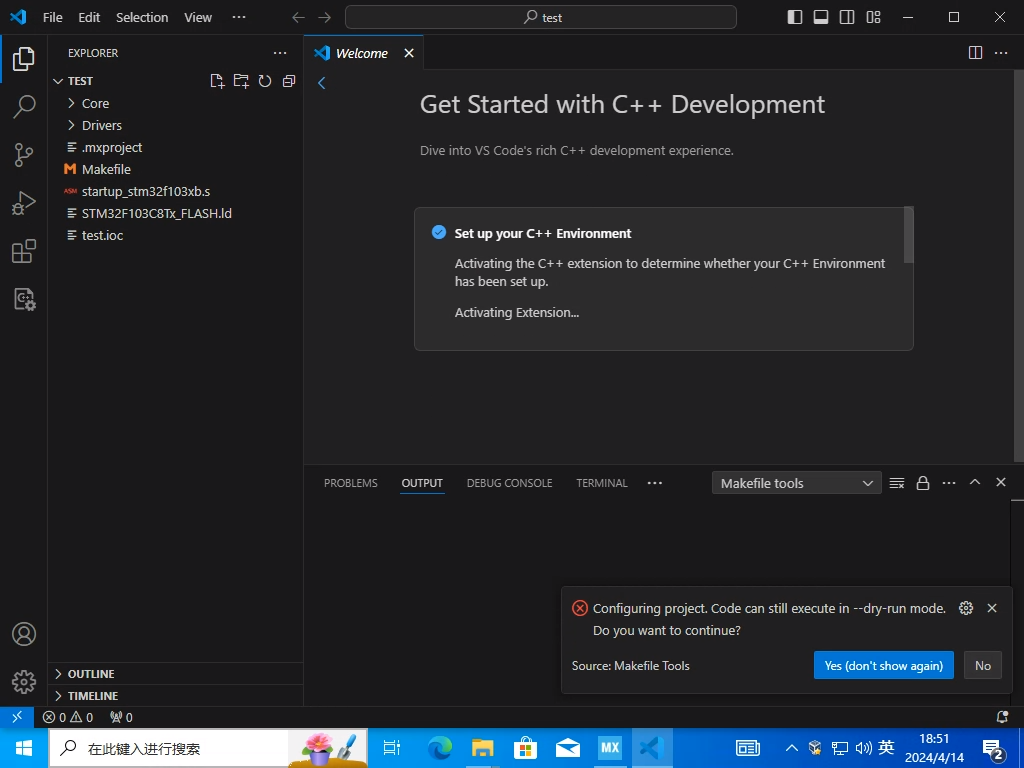 File Edit Selection View ···
test
EXPLORER
Welcome
TEST
Core
Drivers
.mxproject
Makefile
ASM startup_stm32f103xb.s
STM32F103C8Tx_FLASH.ld
test.ioc
OUTLINE
TIMELINE
Get Started with C++ Development
Dive into VS Code's rich C++ development experience.
Set up your C++ Environment
Activating the C++ extension to determine whether your C++ Environment
has been set up.
Activating Extension...
PROBLEMS OUTPUT DEBUG CONSOLE TERMINAL ··· Makefile tools
Configuring project. Code can still execute in --dry-run mode.
Do you want to continue?
Source: Makefile Tools
Yes (don't show again)
No
0 0 0
在此键入进行搜索
MX
英
18:51
2024/4/14
2